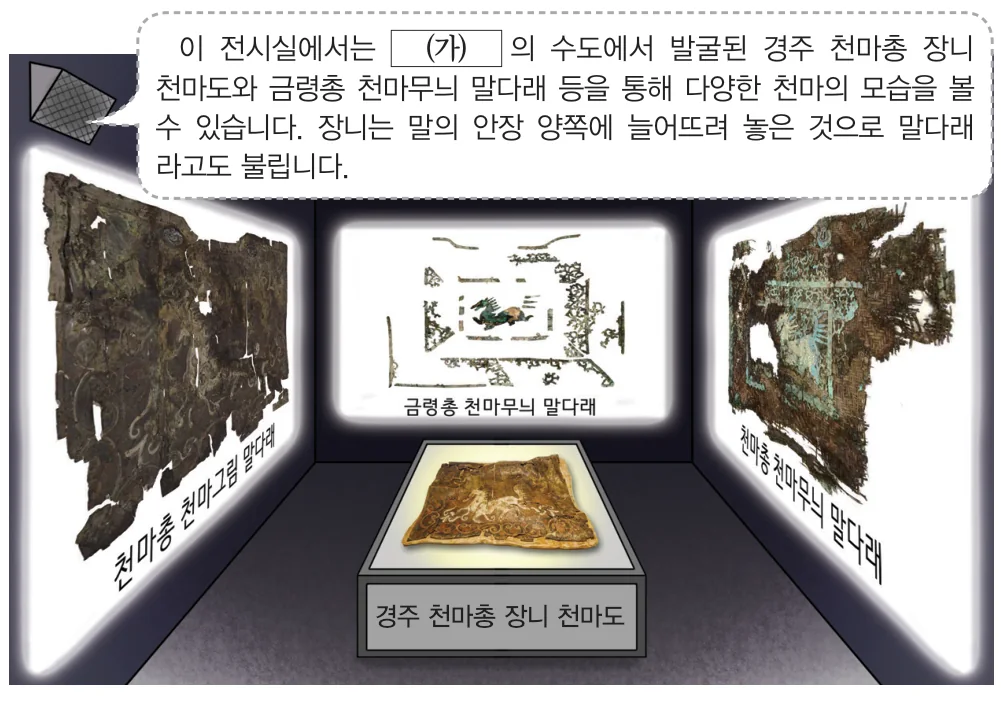 이 전시실에서는 (가) 의 수도에서 발굴된 경주 천마총 장니
천마도와 금령총 천마무늬 말다래 등을 통해 다양한 천마의 모습을 볼
수 있습니다. 장니는 말의 안장 양쪽에 늘어뜨려 놓은 것으로 말다래
라고도 불립니다.
천마총 천마그림 말다래
금령총 천마무늬 말다래
천마총 천마무늬 말다래
경주 천마총 장니 천마도